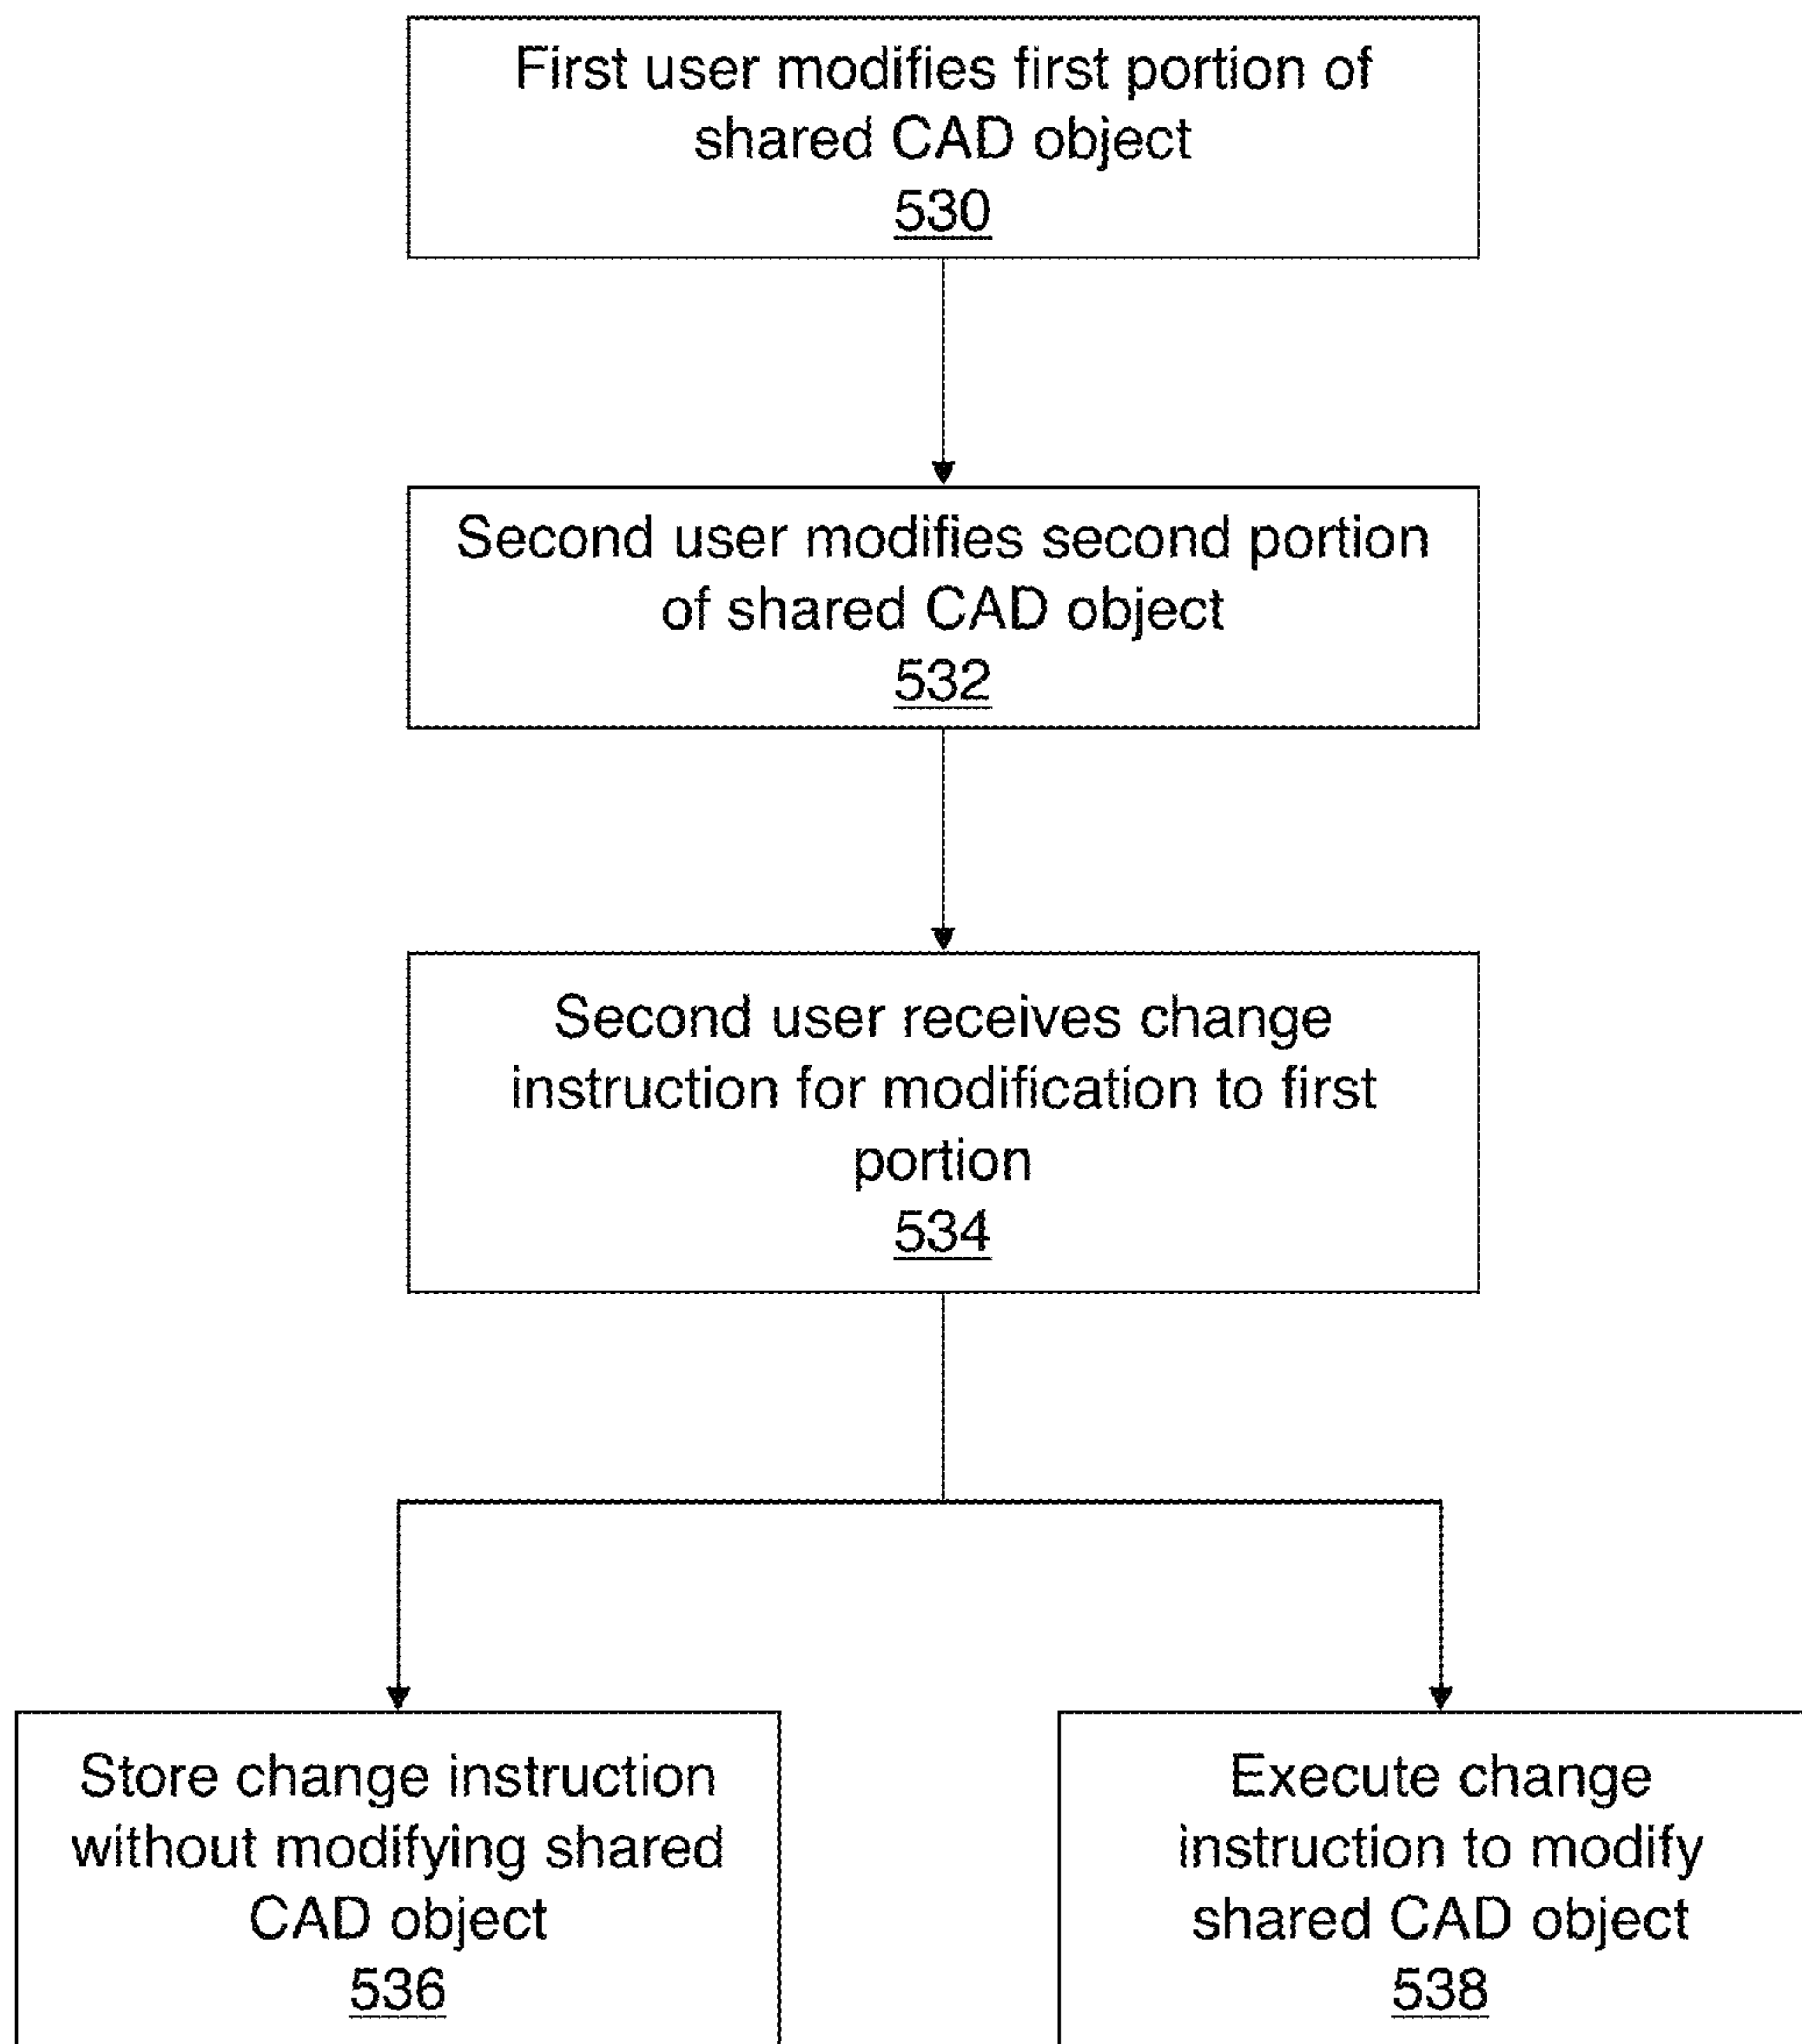 First user modifies first portion of
shared CAD object
530
Second user modifies second portion
of shared CAD object
532
Second user receives change
instruction for modification to first
portion
534
Store change instruction
without modifying shared
CAD object
536
Execute change
instruction to modify
shared CAD object
538